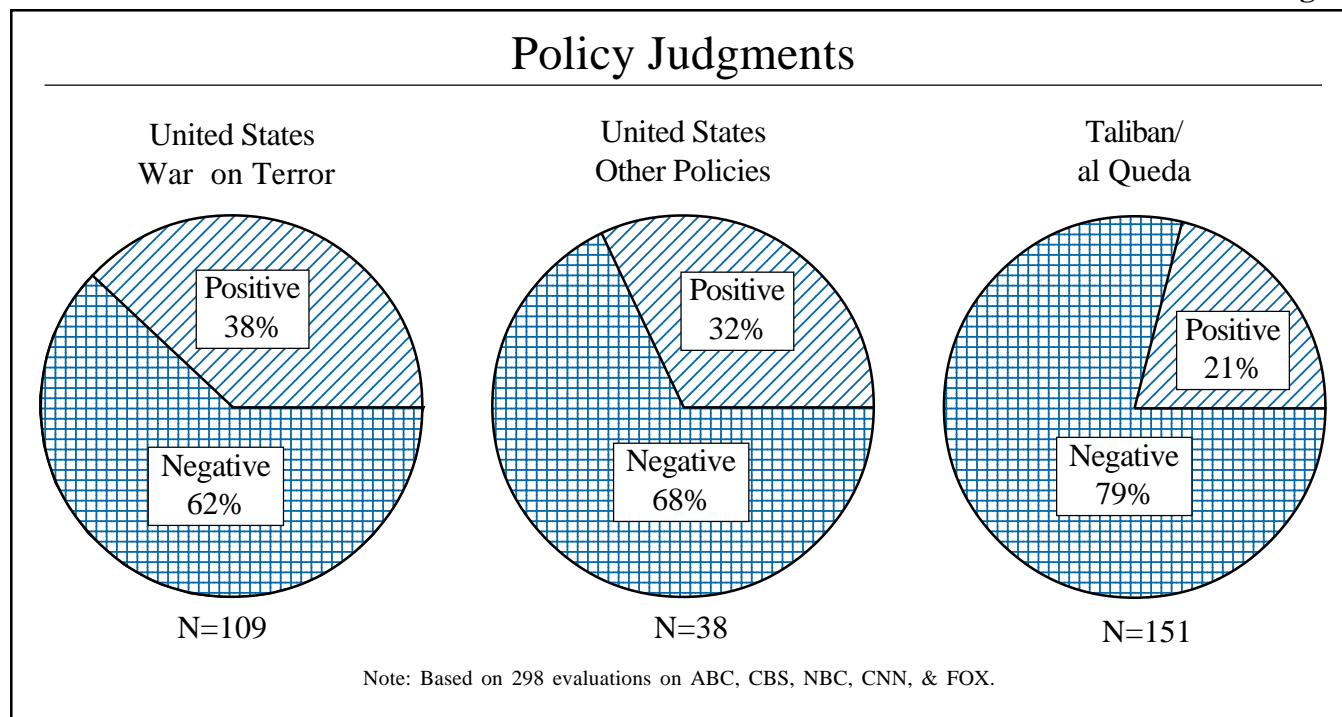 Policy Judgments
United States
War on Terror
United States
Other Policies
Taliban/
al Queda
Positive
38%
Negative
62%
Positive
32%
Negative
68%
Positive
21%
Negative
79%
N=109
N=38
N=151
Note: Based on 298 evaluations on ABC, CBS, NBC, CNN, & FOX.